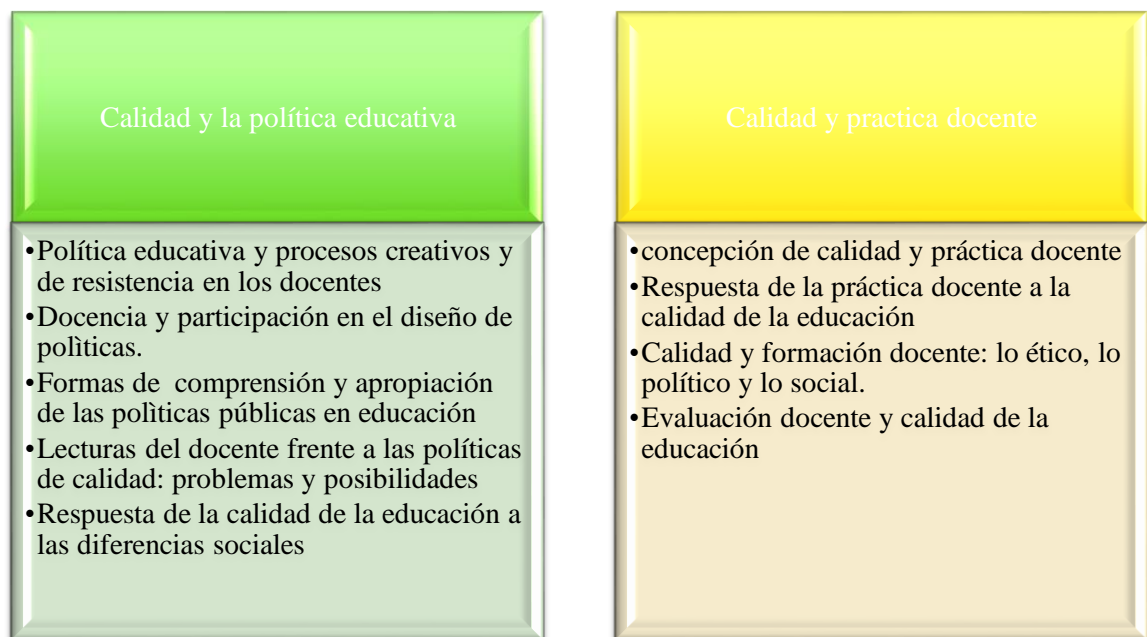 Calidad y la política educativa
•Política educativa y procesos creativos y
de resistencia en los docentes
•Docencia y participación en el diseño de
polìticas.
•Formas de comprensión y apropiación
de las polìticas públicas en educación
•Lecturas del docente frente a las políticas
de calidad: problemas y posibilidades
•Respuesta de la calidad de la educación a
las diferencias sociales
Calidad y practica docente
•concepción de calidad y práctica docente
•Respuesta de la práctica docente a la
calidad de la educación
•Calidad y formación docente: lo ético, lo
político y lo social.
•Evaluación docente y calidad de la
educación